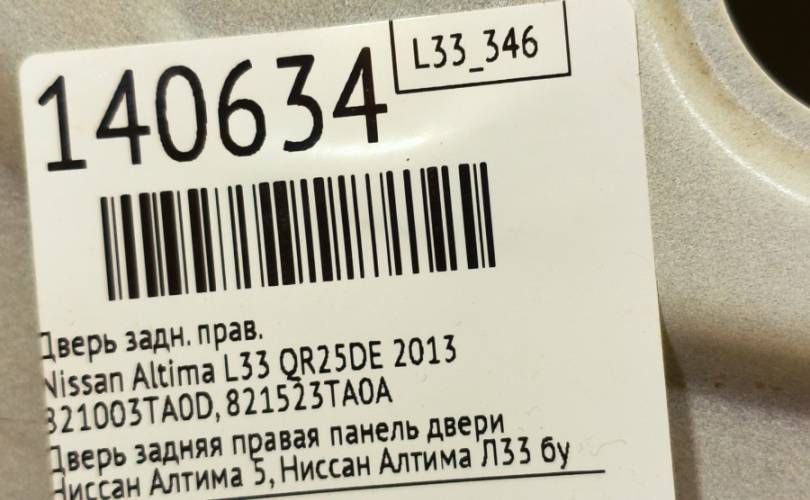 L33_346
140634
Дверь задн. прав.
Nissan Altima L33 QR25DE 2013
821003TA0D, 821523TA0A
Дверь задняя правая панель двери
Ниссан Алтима 5, Ниссан Алтима Л33 бу